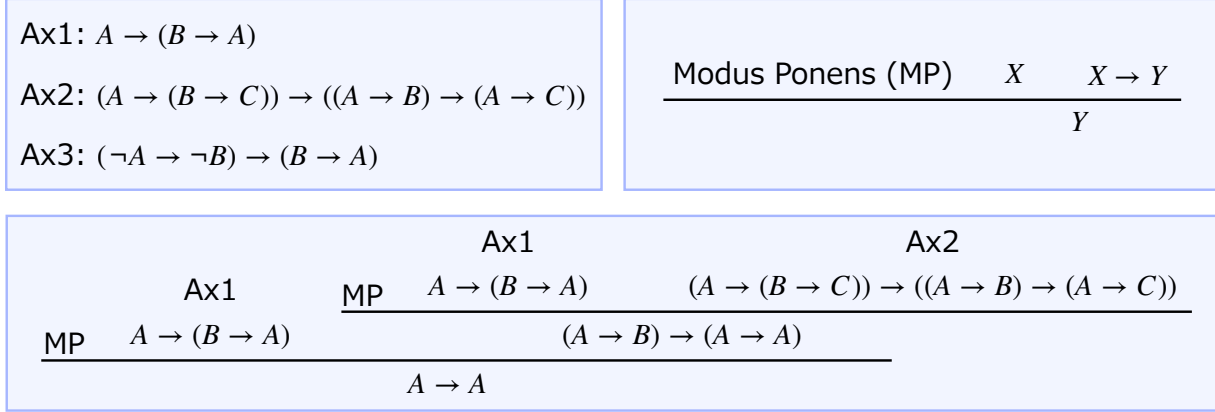 Ax1: A → (B → A)
Ax2: (A → (B → C)) → ((A → B) → (A → C))
Ax3: (¬A → ¬B) → (B → A)
Modus Ponens (MP) X X → Y
Y
Ax1 Ax2
Ax1 MP A → (B → A) (A → (B → C)) → ((A → B) → (A → C))
MP A → (B → A) (A → B) → (A → A)
A → A